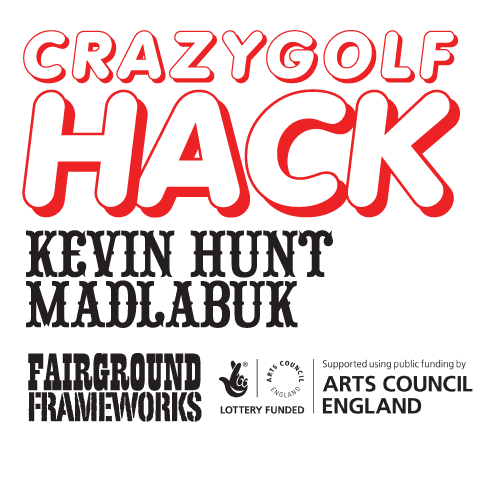 CRAZYGOLF
HACK
KEVIN HUNT
MADLABUK
FAIRGROUND
FRAMEWORKS
ARTS COUNCIL
ENGLAND
LOTTERY FUNDED
Supported using public funding by
ARTS COUNCIL
ENGLAND